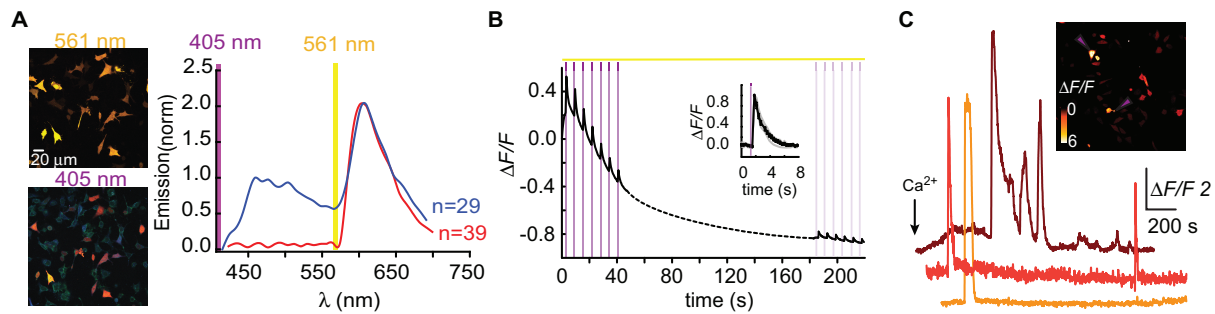 A
561 nm
20 µm
405 nm
405 nm
561 nm
2.5
2.0
1.5
1.0
0.5
0.0
Emission(norm)
n=29
n=39
450
550
650
750
λ (nm)
B
0.4
0.0
-0.4
-0.8
ΔF/F
0
40
80
120
160
200
time (s)
0.8
0.4
0.0
ΔF/F
0
4
8
time (s)
C
ΔF/F
0
6
Ca²⁺
ΔF/F 2
200 s